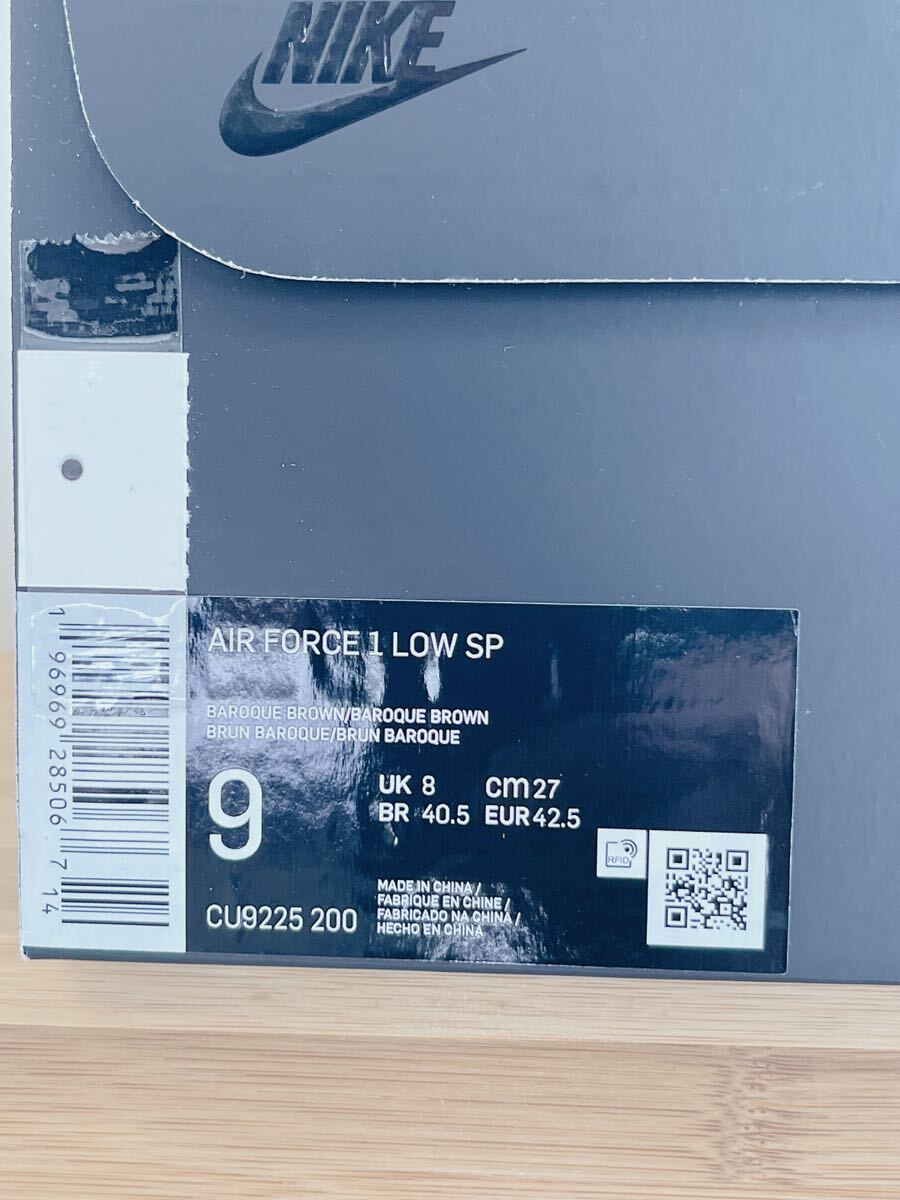 NIKE
AIR FORCE 1 LOW SP
BAROQUE BROWN/BAROQUE BROWN
BRUN BAROQUE/BRUN BAROQUE
9
UK 8 cm 27
BR 40.5 EUR 42.5
RFID
CU9225 200
MADE IN CHINA /
FABRIQUE EN CHINE /
FABRICADO NA CHINA /
HECHO EN CHINA
1 96969 28506 7 14